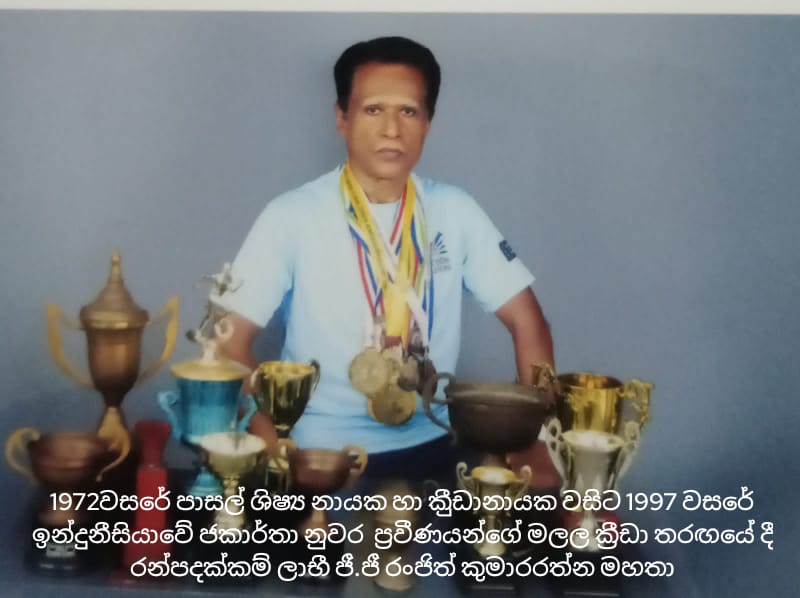 1972වසරේ පාසල් ශිෂ්‍ය නායක හා ක්‍රීඩානායක වසිට 1997 වසරේ
ඉන්දුනීසියාවේ ජකාර්තා නුවර ප්‍රවීණයන්ගේ මලල ක්‍රීඩා තරඟයේ දී
රන්පදක්කම් ලාභී ජී.ජී රංජිත් කුමාරරත්න මහතා